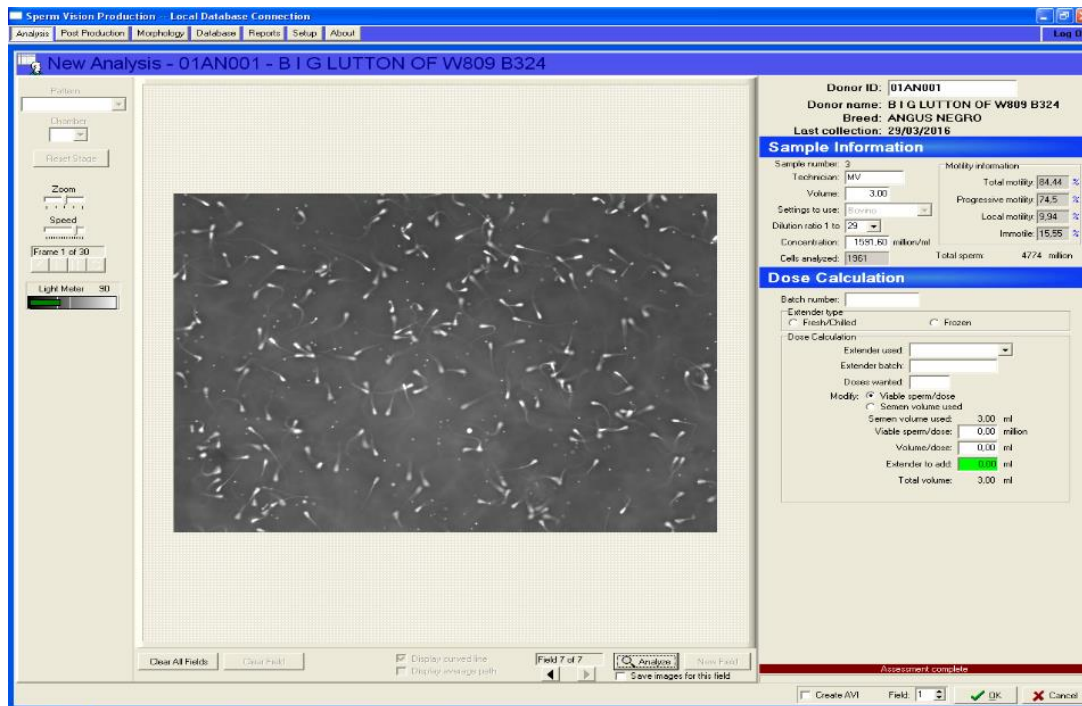 Sperm Vision Production - Local Database Connection
Analysis Post Production Morphology Database Reports Setup About
New Analysis - 01AN001 - B I G LUTTON OF W809 B324
Pattern
Chamber
Reset Stage
Zoom
Speed
Frame 1 of 30
Light Meter 90
Donor ID: 01AN001
Donor name: B I G LUTTON OF W809 B324
Breed: ANGUS NEGRO
Last collection: 29/03/2016
Sample Information
Sample number: 3
Technician: MV
Volume: 3.00
Settings to use: Bovino
Dilution ratio 1 to 29
Concentration: 1591.60 million/ml
Cells analyzed: 1961
Motility information
Total motility: 84,44 %
Progressive motility: 74,5 %
Local motility: 9,94 %
Immotile: 15,55 %
Total sperm: 4774 million
Dose Calculation
Batch number:
Extender type
Fresh/Chilled Frozen
Dose Calculation
Extender used:
Extender batch:
Doses wanted:
Modify: Viable sperm/dose
Semen volume used
Semen volume used: 3.00 ml
Viable sperm/dose: 0,00 million
Volume/dose: 0,00 ml
Extender to add: 0,00 ml
Total volume: 3.00 ml
Clear All Fields Clear Field
Display curved line
Display average path
Field 7 of 7
Analyze New Field
Save images for this field
Assessment complete
Create AVI Field: 1 OK Cancel